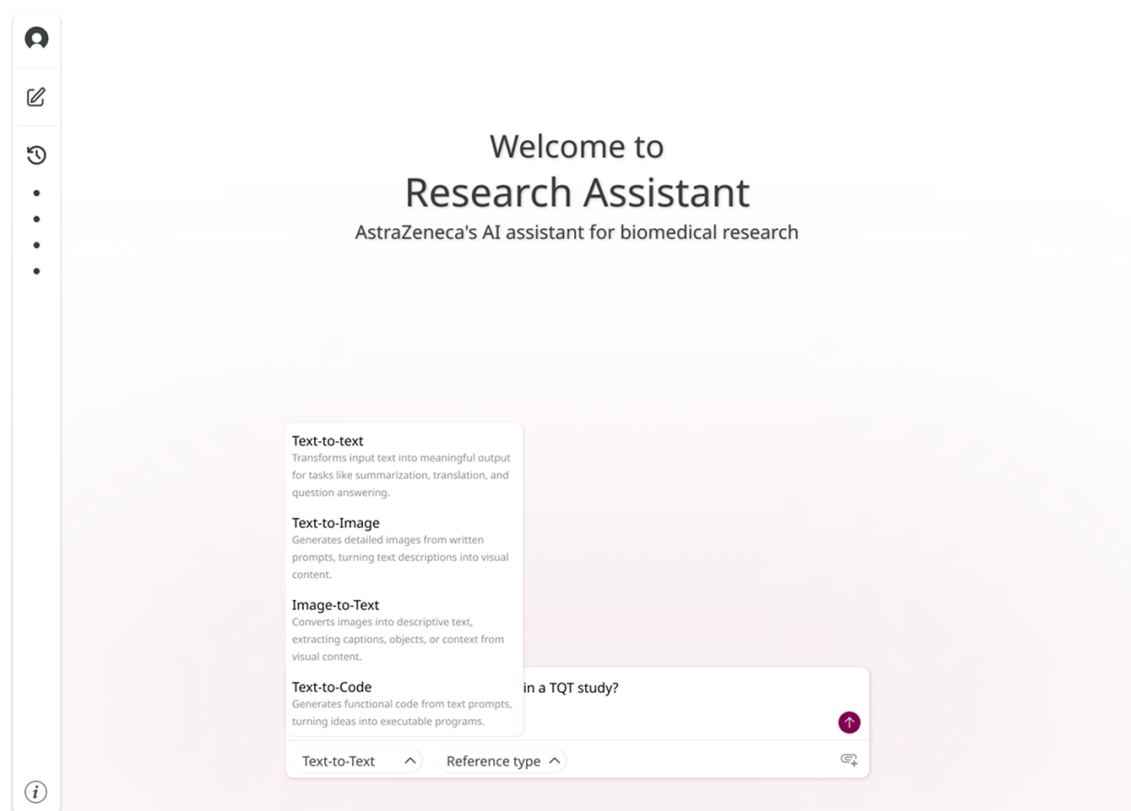 Welcome to
Research Assistant
AstraZeneca's AI assistant for biomedical research
Text-to-text
Transforms input text into meaningful output
for tasks like summarization, translation, and
question answering.
Text-to-Image
Generates detailed images from written
prompts, turning text descriptions into visual
content.
Image-to-Text
Converts images into descriptive text,
extracting captions, objects, or context from
visual content.
Text-to-Code
Generates functional code from text prompts,
turning ideas into executable programs.
in a TQT study?
Text-to-Text
Reference type
i